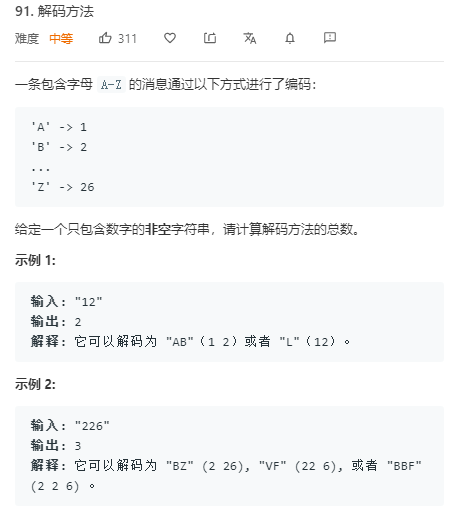 91. 解码方法
难度 中等 311
一条包含字母 A-Z 的消息通过以下方式进行了编码：
'A' -> 1
'B' -> 2
...
'Z' -> 26
给定一个只包含数字的非空字符串，请计算解码方法的总数。
示例 1:
输入: "12"
输出: 2
解释: 它可以解码为 "AB"（1 2）或者 "L"（12）。
示例 2:
输入: "226"
输出: 3
解释: 它可以解码为 "BZ" (2 26), "VF" (22 6), 或者 "BBF"
(2 2 6) 。